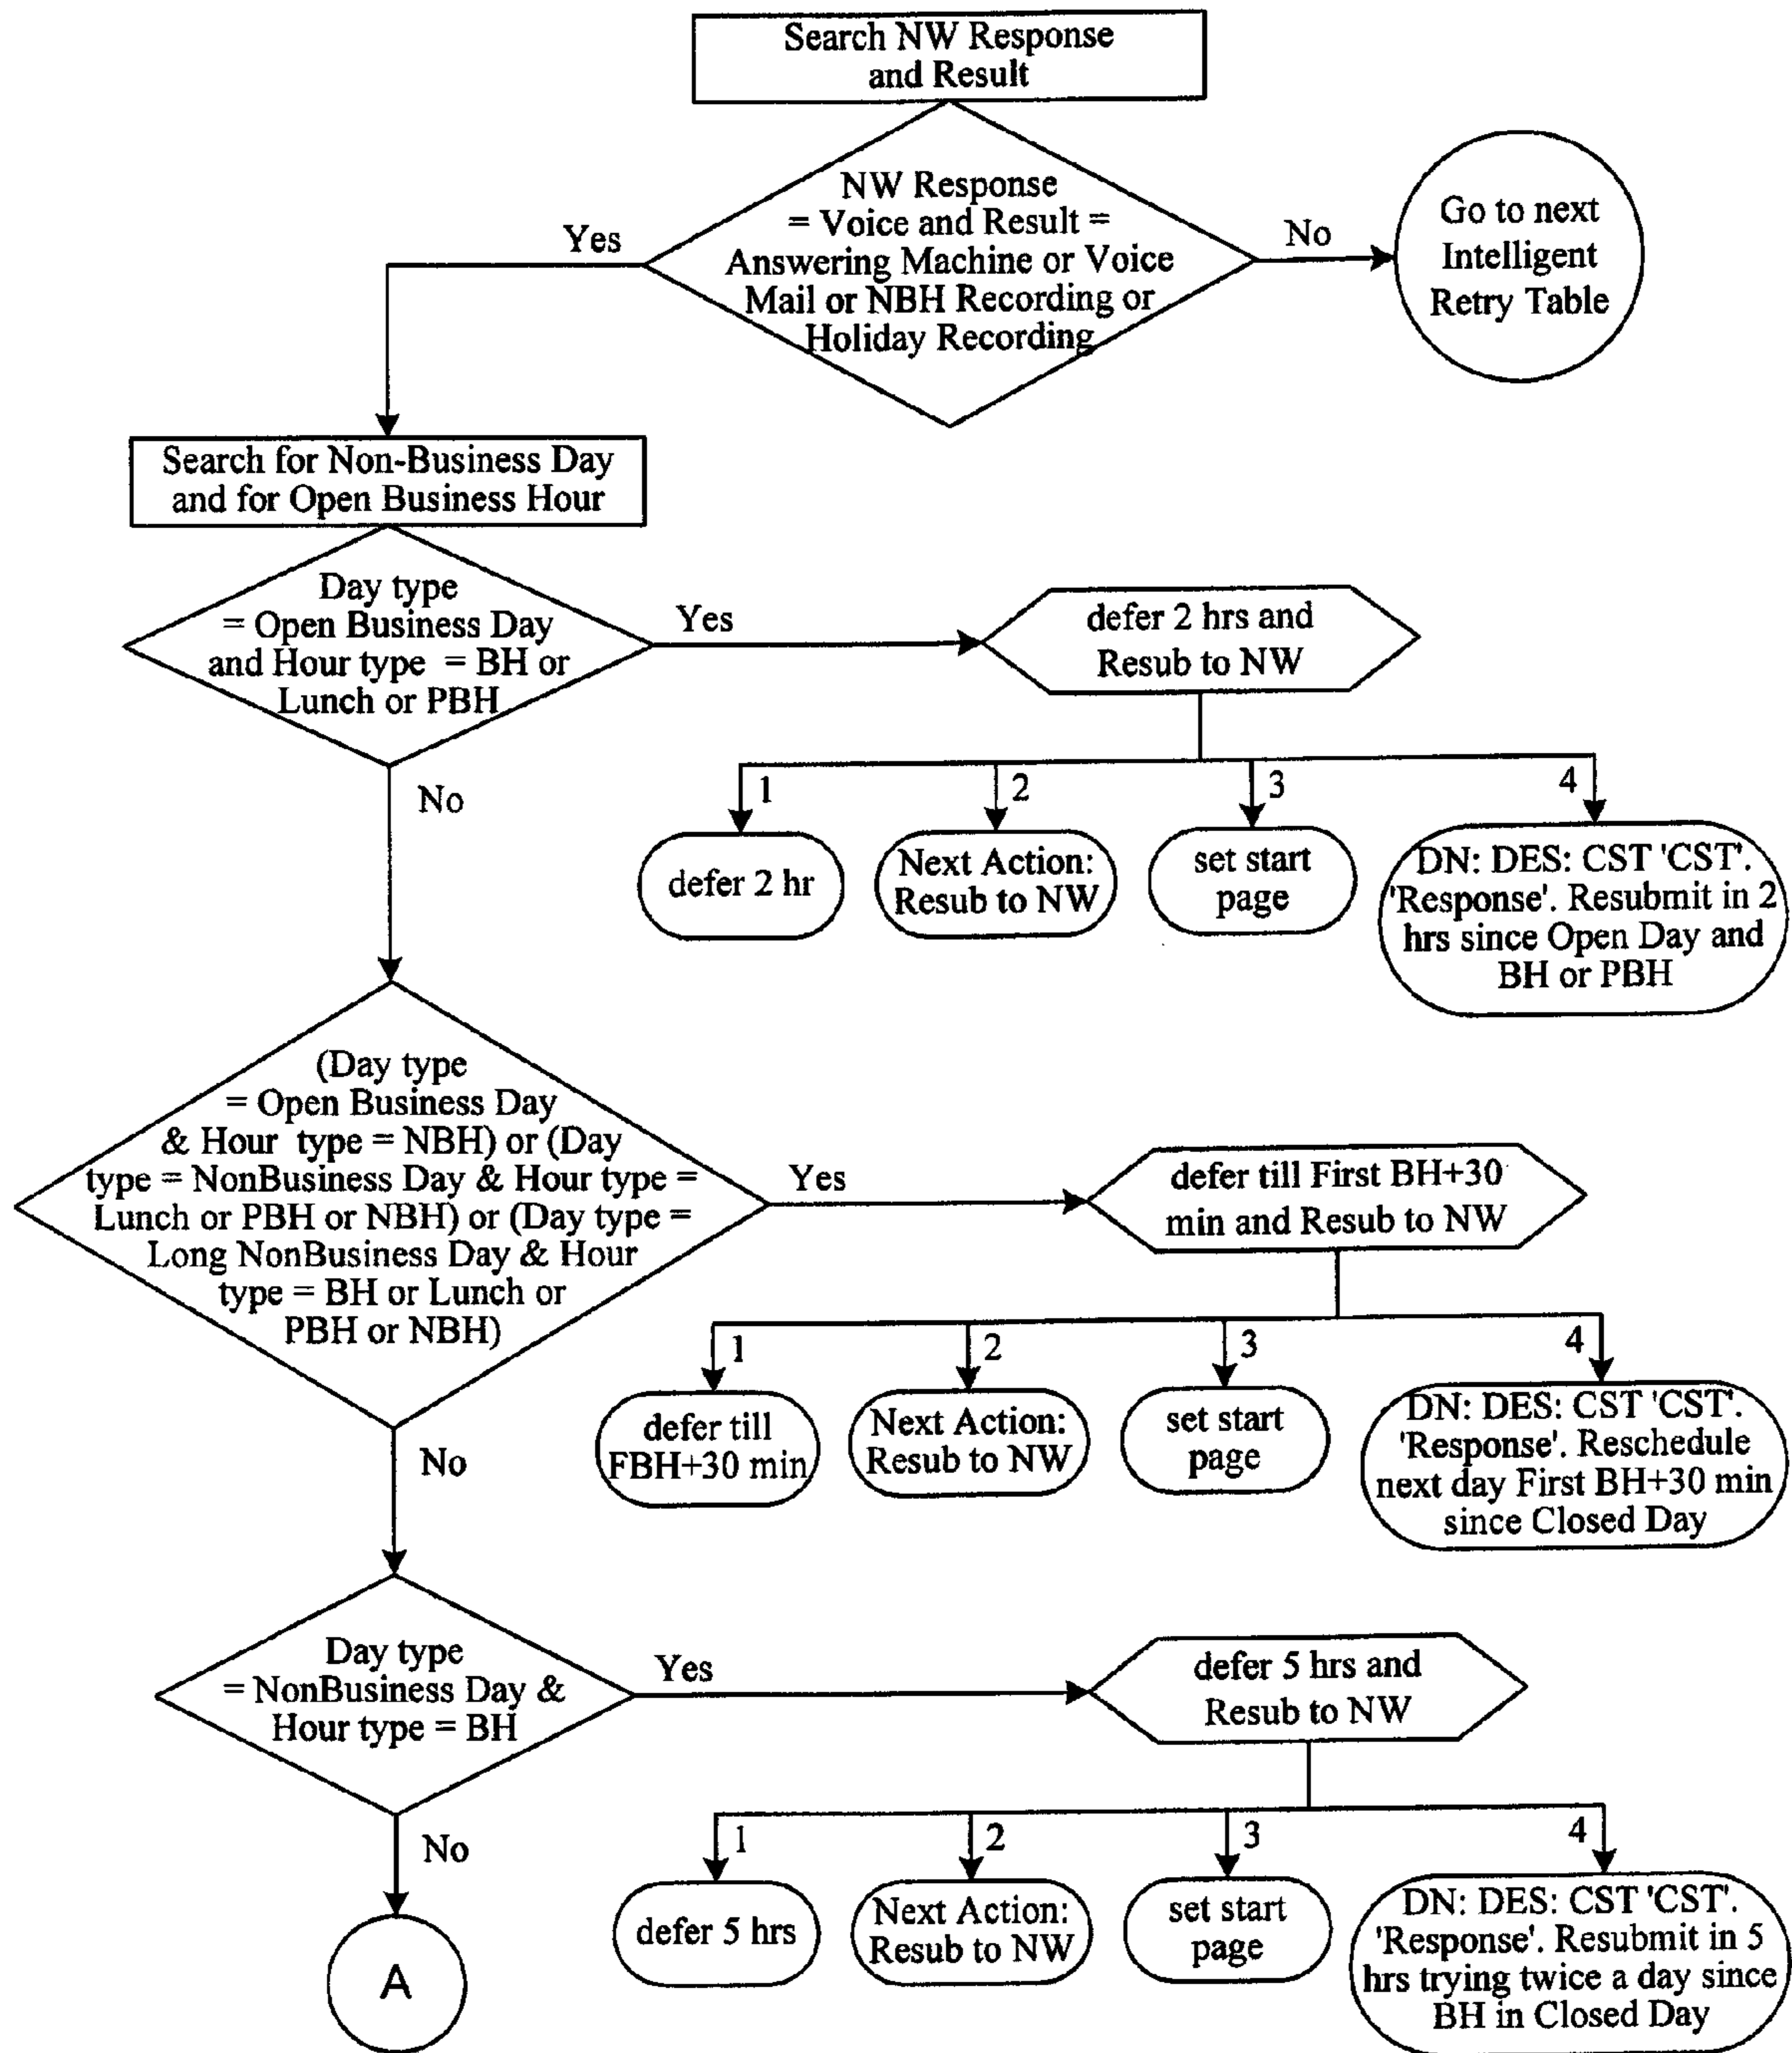 Search NW Response
and Result
NW Response
= Voice and Result =
Answering Machine or Voice
Mail or NBH Recording or
Holiday Recording
Yes
No
Go to next
Intelligent
Retry Table
Search for Non-Business Day
and for Open Business Hour
Day type
= Open Business Day
and Hour type = BH or
Lunch or PBH
Yes
defer 2 hrs and
Resub to NW
No
1
2
3
4
defer 2 hr
Next Action:
Resub to NW
set start
page
DN: DES: CST 'CST'.
'Response'. Resubmit in 2
hrs since Open Day and
BH or PBH
(Day type
= Open Business Day
& Hour type = NBH) or (Day
type = NonBusiness Day & Hour type =
Lunch or PBH or NBH) or (Day type =
Long NonBusiness Day & Hour
type = BH or Lunch or
PBH or NBH)
Yes
defer till First BH+30
min and Resub to NW
No
1
2
3
4
defer till
FBH+30 min
Next Action:
Resub to NW
set start
page
DN: DES: CST 'CST'.
'Response'. Reschedule
next day First BH+30 min
since Closed Day
Day type
= NonBusiness Day &
Hour type = BH
Yes
defer 5 hrs and
Resub to NW
No
1
2
3
4
defer 5 hrs
Next Action:
Resub to NW
set start
page
DN: DES: CST 'CST'.
'Response'. Resubmit in 5
hrs trying twice a day since
BH in Closed Day
A